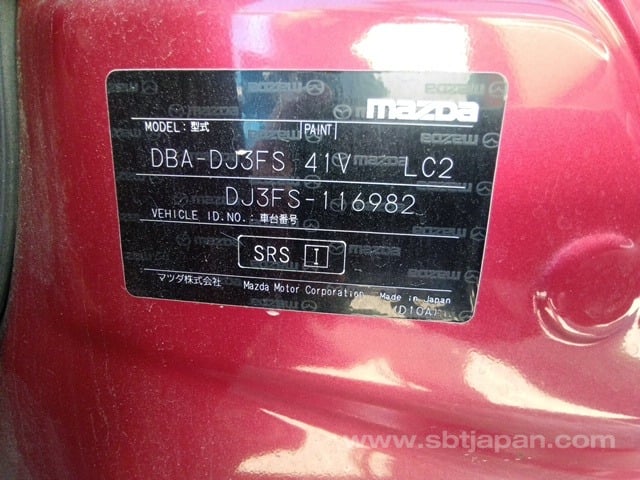 mazda
MODEL: 型式 PAINT
DBA-DJ3FS 41V LC2
DJ3FS-116982
VEHICLE ID.NO.: 車台番号
SRS I
マツダ株式会社 Mazda Motor Corporation Made in Japan
(D10A)
www.sbtjapan.com